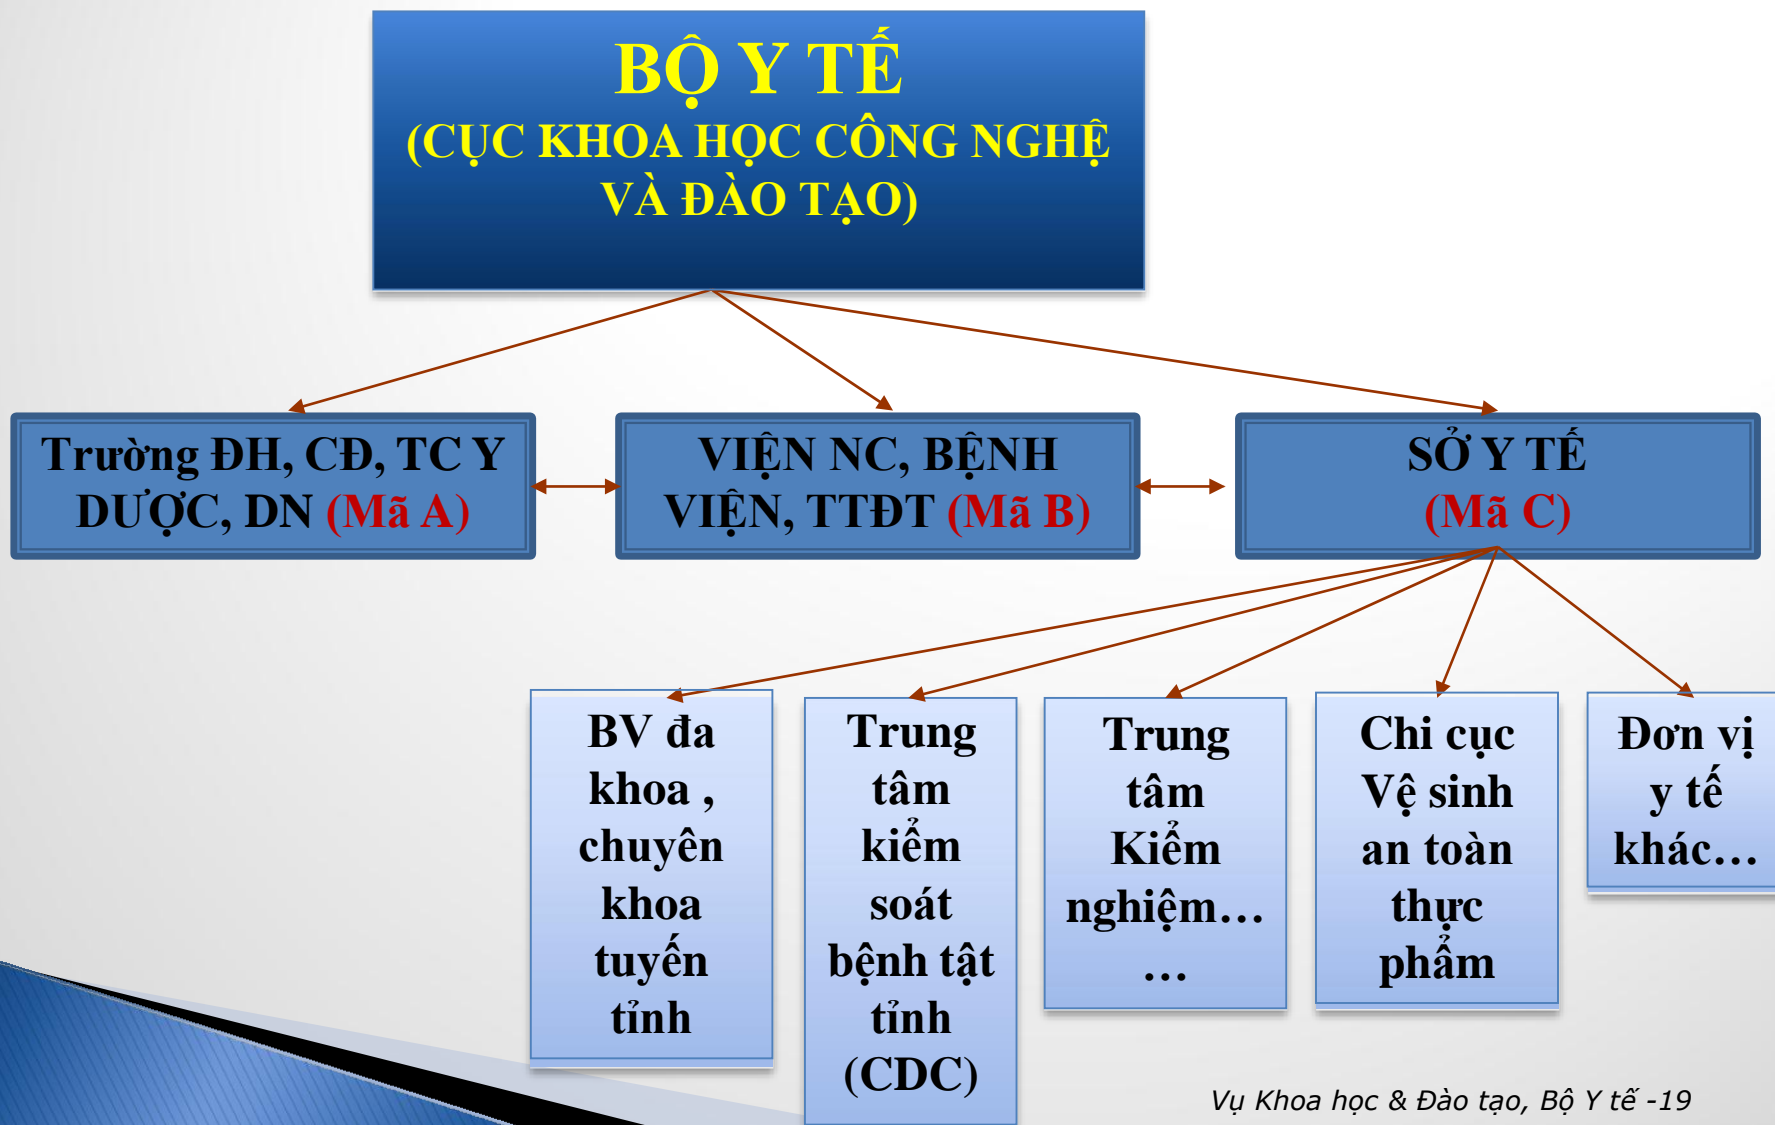 BỘ Y TẾ
(CỤC KHOA HỌC CÔNG NGHỆ
VÀ ĐÀO TẠO)
Trường ĐH, CĐ, TC Y
DƯỢC, DN (Mã A)
VIỆN NC, BỆNH
VIỆN, TTĐT (Mã B)
SỞ Y TẾ
(Mã C)
BV đa
khoa ,
chuyên
khoa
tuyến
tỉnh
Trung
tâm
kiểm
soát
bệnh tật
tỉnh
(CDC)
Trung
tâm
Kiểm
nghiệm…
…
Chi cục
Vệ sinh
an toàn
thực
phẩm
Đơn vị
y tế
khác…
Vụ Khoa học & Đào tạo, Bộ Y tế -19